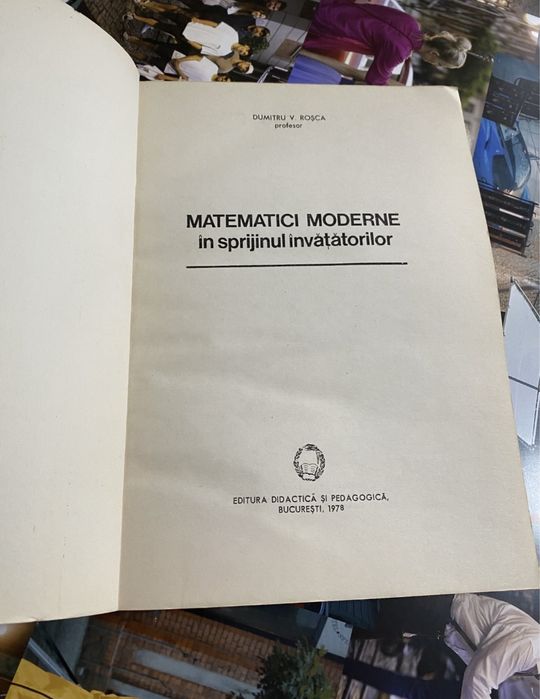 DUMITRU V. ROȘCA
profesor
MATEMATICI MODERNE
în sprijinul învățătorilor
EDITURA DIDACTICĂ ȘI PEDAGOGICĂ,
BUCUREȘTI, 1978